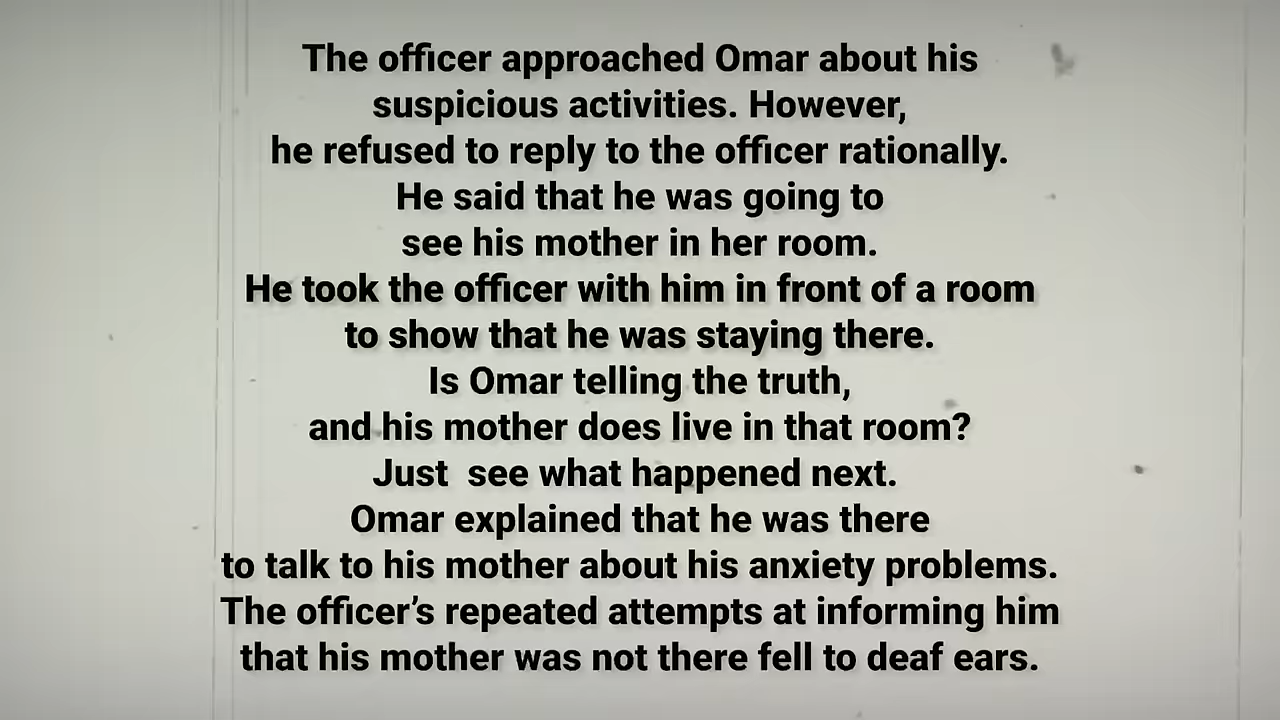 The officer approached Omar about his
suspicious activities. However,
he refused to reply to the officer rationally.
He said that he was going to
see his mother in her room.
He took the officer with him in front of a room
to show that he was staying there.
Is Omar telling the truth,
and his mother does live in that room?
Just  see what happened next.
Omar explained that he was there
to talk to his mother about his anxiety problems.
The officer’s repeated attempts at informing him
that his mother was not there fell to deaf ears.